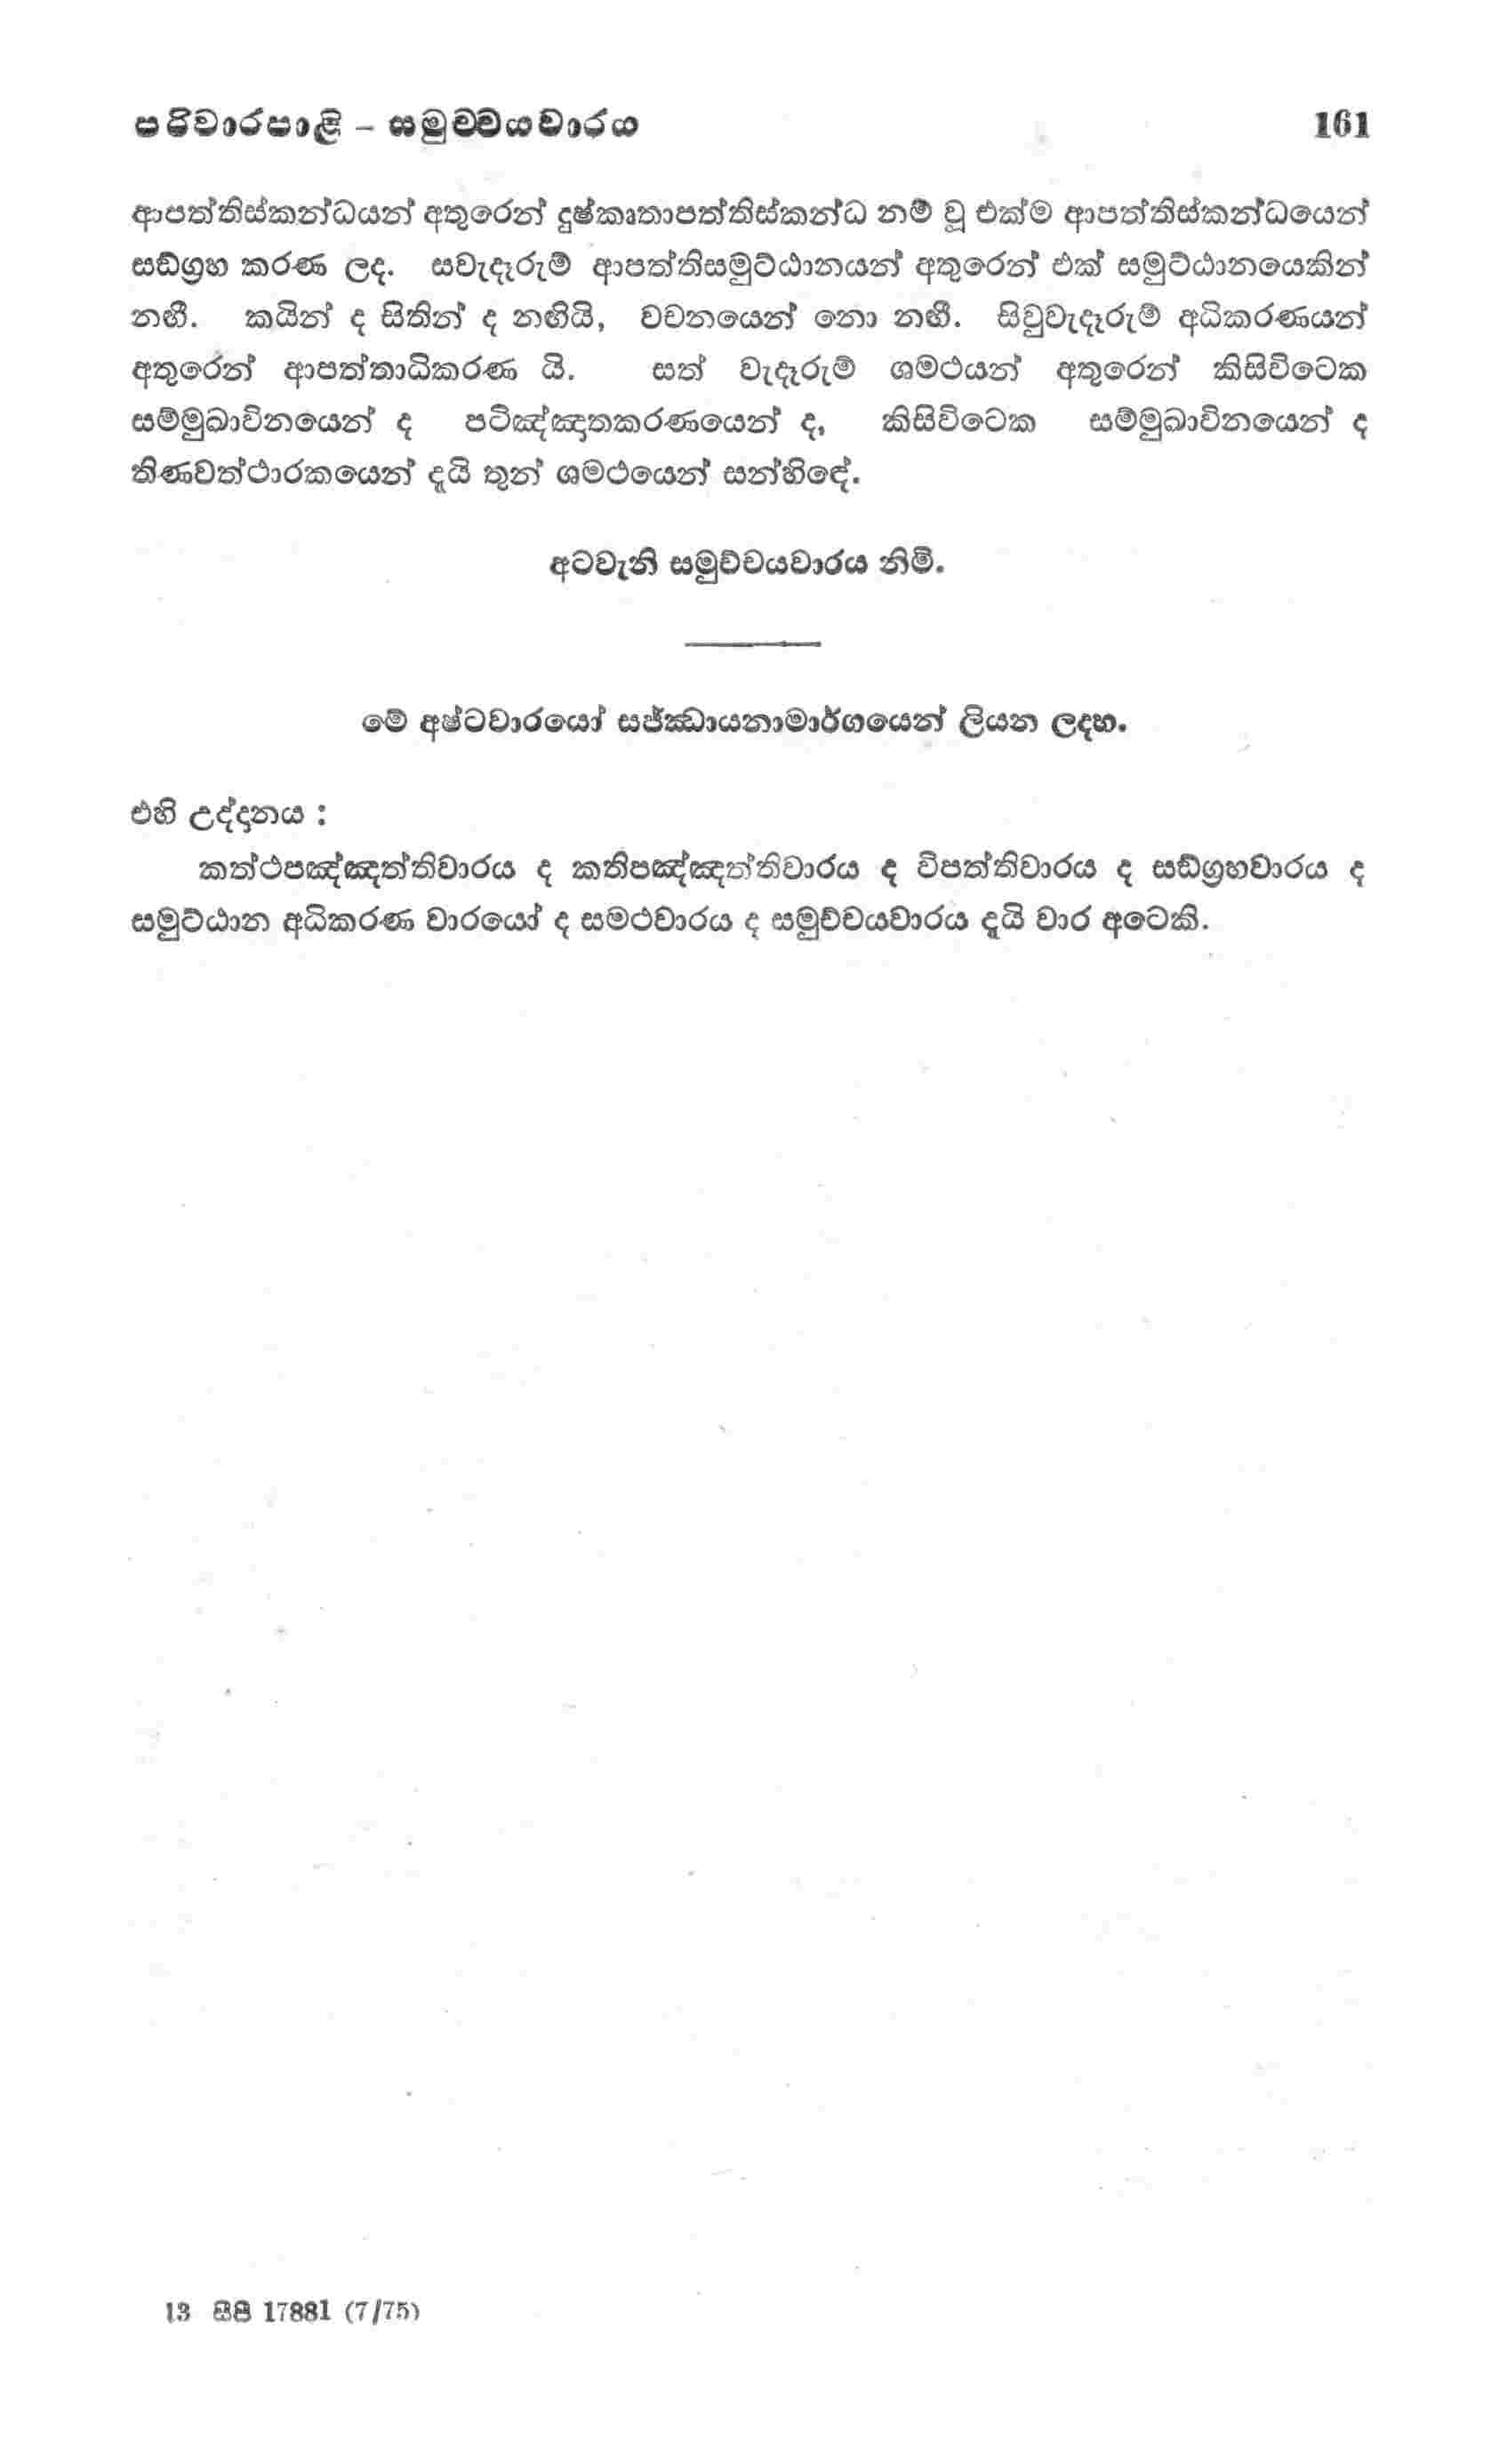 පරිවාරපාළි – සමුච්චයවාරය 161
ආපත්තිස්කන්ධයන් අතුරෙන් දුෂ්කෘතාපත්තිස්කන්ධ නම් වූ එක්ම ආපත්තිස්කන්ධයෙන්
සඞ්ග්‍රහ කරණ ලද. සවැදෑරුම් ආපත්තිසමුට්ඨානයන් අතුරෙන් එක් සමුට්ඨානයෙකින්
නඟී. කයින් ද සිතින් ද නඟියි, වචනයෙන් නො නඟී. සිවුවැදෑරුම් අධිකරණයන්
අතුරෙන් ආපත්තාධිකරණ යි. සත් වැදෑරුම් ශමථයන් අතුරෙන් කිසිවිටෙක
සම්මුඛාවිනයෙන් ද පටිඤ්ඤාතකරණයෙන් ද, කිසිවිටෙක සම්මුඛාවිනයෙන් ද
තිණවත්ථාරකයෙන් දැයි තුන් ශමථයෙන් සන්හිඳේ.
අටවැනි සමුච්චයවාරය නිමි.
මේ අෂ්ටවාරයෝ සජ්ඣායනාමාර්ගයෙන් ලියන ලදහ.
එහි උද්දානය :
කත්ථපඤ්ඤත්තිවාරය ද කතිපඤ්ඤත්තිවාරය ද විපත්තිවාරය ද සඞ්ග්‍රහවාරය ද
සමුට්ඨාන අධිකරණ වාරයෝ ද සමථවාරය ද සමුච්චයවාරය දැයි වාර අටෙකි.
13 පීපී 17881 (7/75)